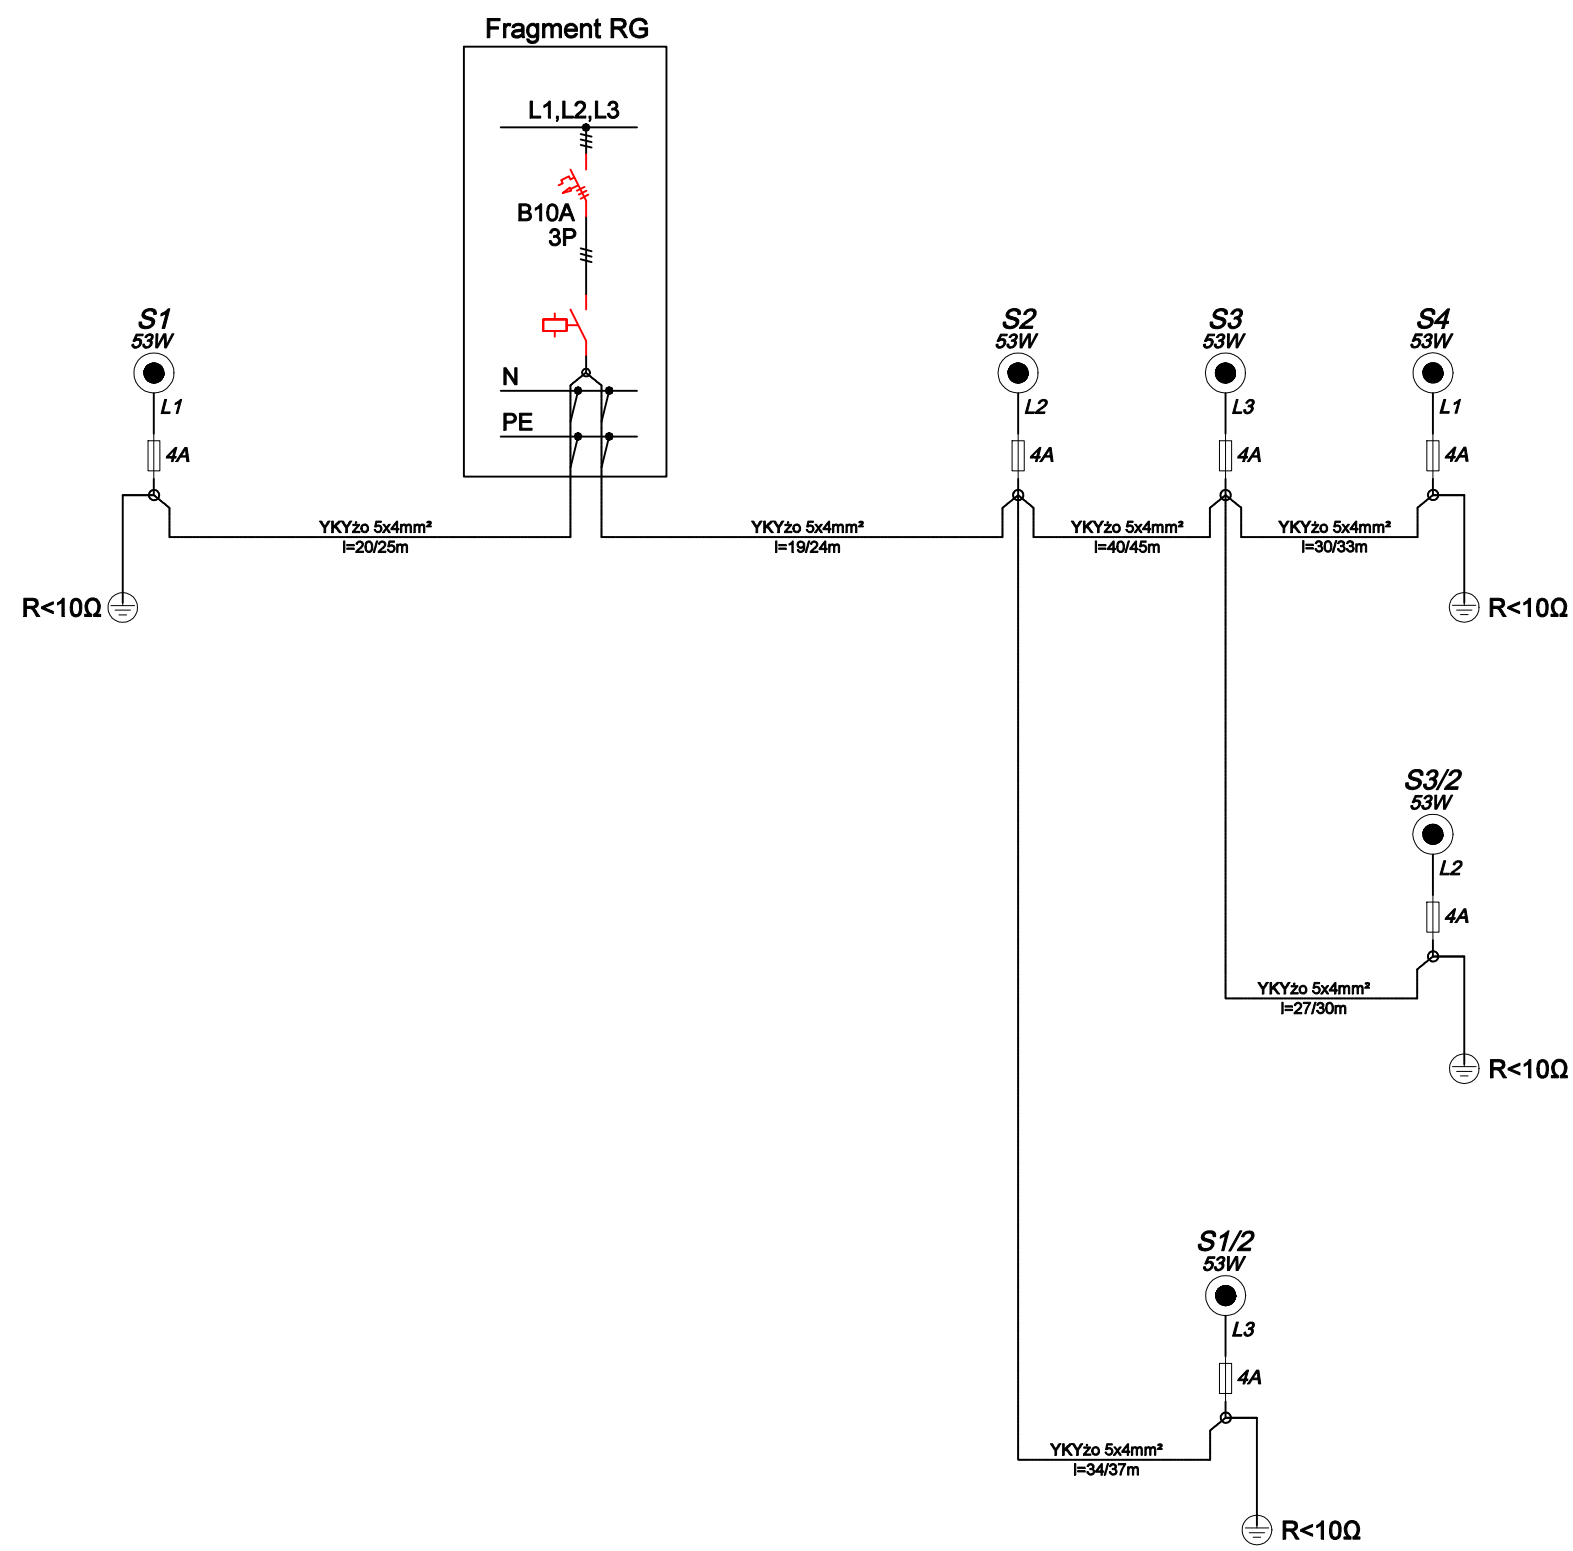 Fragment RG
L1,L2,L3
B10A
3P
N
PE
S1
53W
L1
4A
S2
53W
L2
4A
S3
53W
L3
4A
S4
53W
L1
4A
YKYżo 5x4mm²
l=20/25m
YKYżo 5x4mm²
l=19/24m
YKYżo 5x4mm²
l=40/45m
YKYżo 5x4mm²
l=30/33m
R<10Ω
R<10Ω
S3/2
53W
L2
4A
YKYżo 5x4mm²
l=27/30m
R<10Ω
S1/2
53W
L3
4A
YKYżo 5x4mm²
l=34/37m
R<10Ω